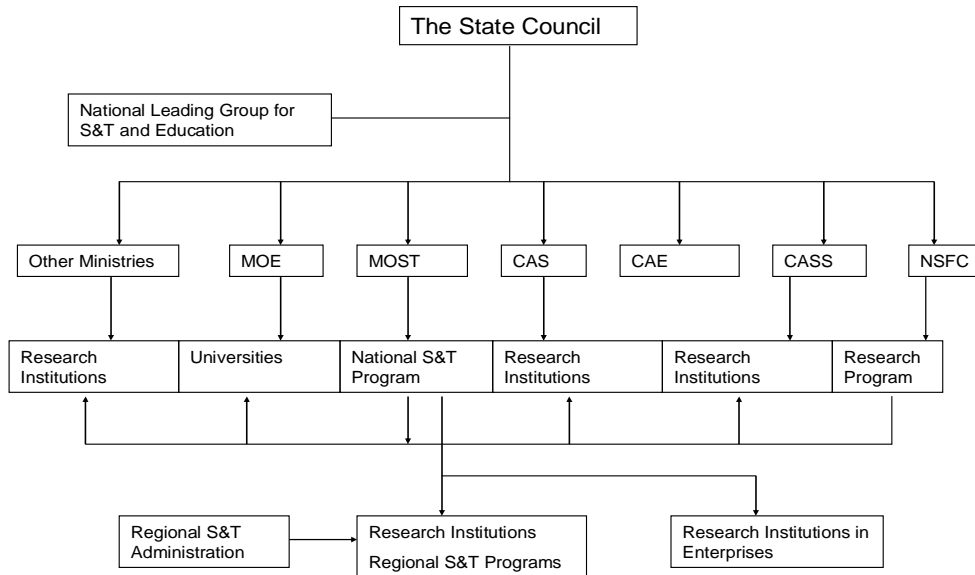 The State Council
National Leading Group for
S&T and Education
Other Ministries
MOE
MOST
CAS
CAE
CASS
NSFC
Research
Institutions
Universities
National S&T
Program
Research
Institutions
Research
Institutions
Research
Program
Regional S&T
Administration
Research Institutions
Regional S&T Programs
Research Institutions in
Enterprises